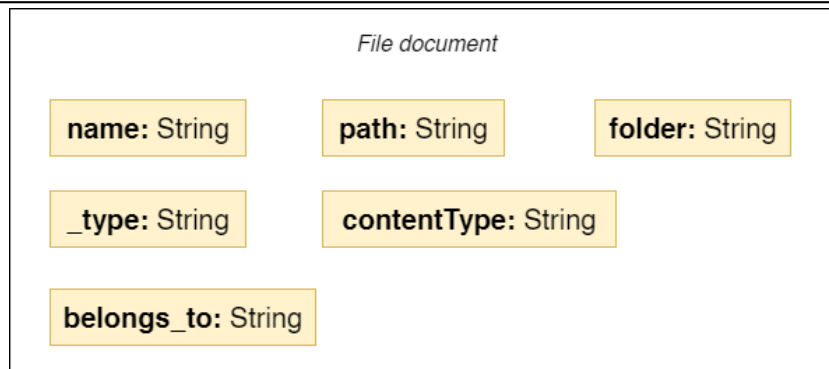 File document
name: String path: String folder: String
_type: String contentType: String
belongs_to: String